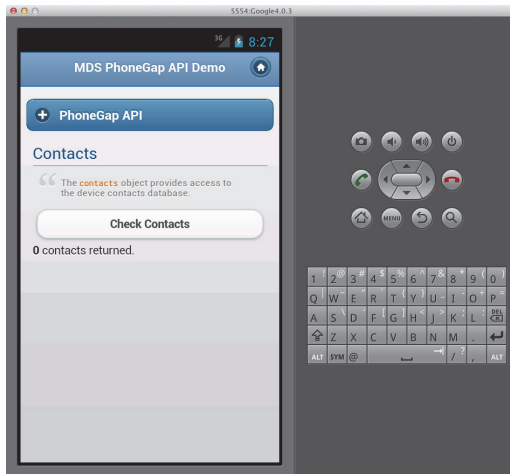 5554:Google4.0.3
3G 8:27
MDS PhoneGap API Demo
PhoneGap API
Contacts
The contacts object provides access to
the device contacts database.
Check Contacts
0 contacts returned.
MENU
1 ! 2 @ 3 # 4 $ 5 % 6 ^ 7 & 8 * 9 ( 0 )
Q W ~ E " R ` T { Y } U _ I - O + P =
A S \ D ' F [ G ] H < J > K ; L : DEL
Z X C V B N M .
ALT SYM @ / ? , ALT